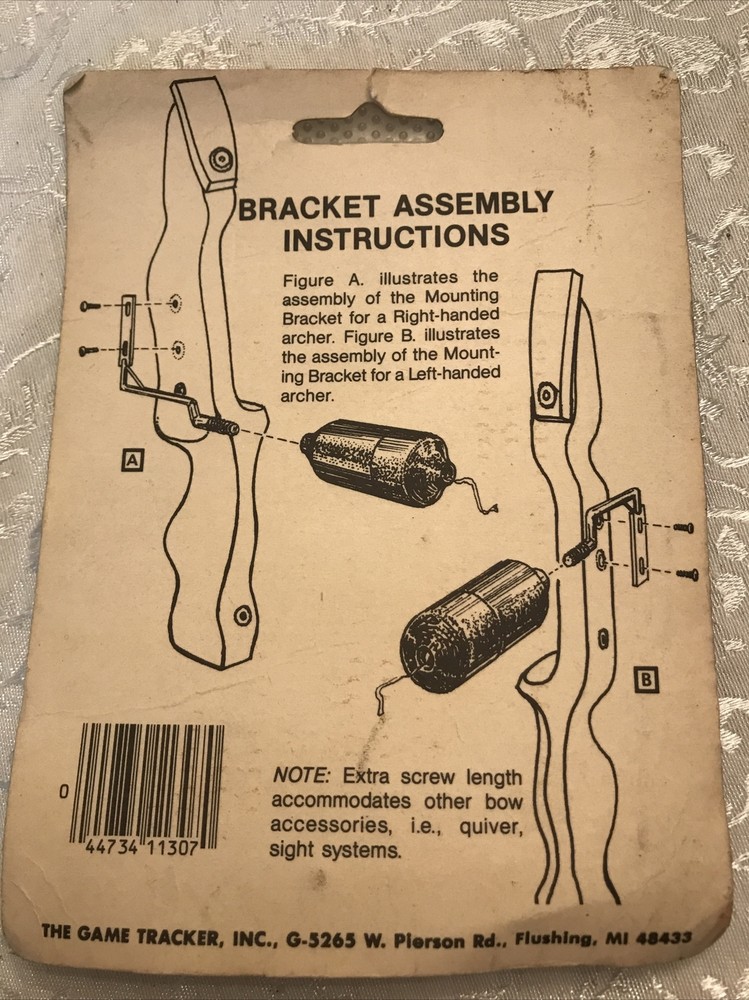 BRACKET ASSEMBLY
INSTRUCTIONS
Figure A. illustrates the
assembly of the Mounting
Bracket for a Right-handed
archer. Figure B. illustrates
the assembly of the Mount-
ing Bracket for a Left-handed
archer.
A
B
NOTE: Extra screw length
accommodates other bow
accessories, i.e., quiver,
sight systems.
0
44734 11307
THE GAME TRACKER, INC., G-5265 W. Pierson Rd., Flushing, MI 48433